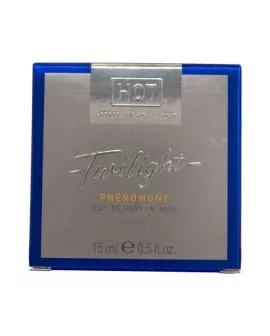 HOT
Twilight
PHEROMONE
EAU DE PARFUM MEN
15 ml ℮ 0.5 fl.oz.